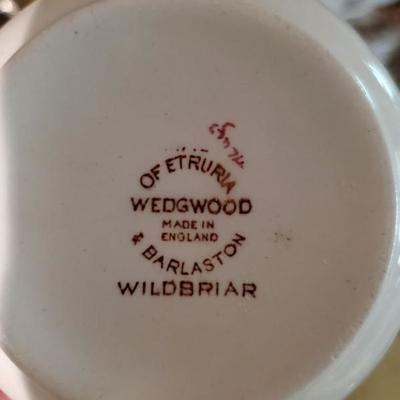 OF ETRURIA
WEDGWOOD
MADE IN
ENGLAND
& BARLASTON
WILDBRIAR